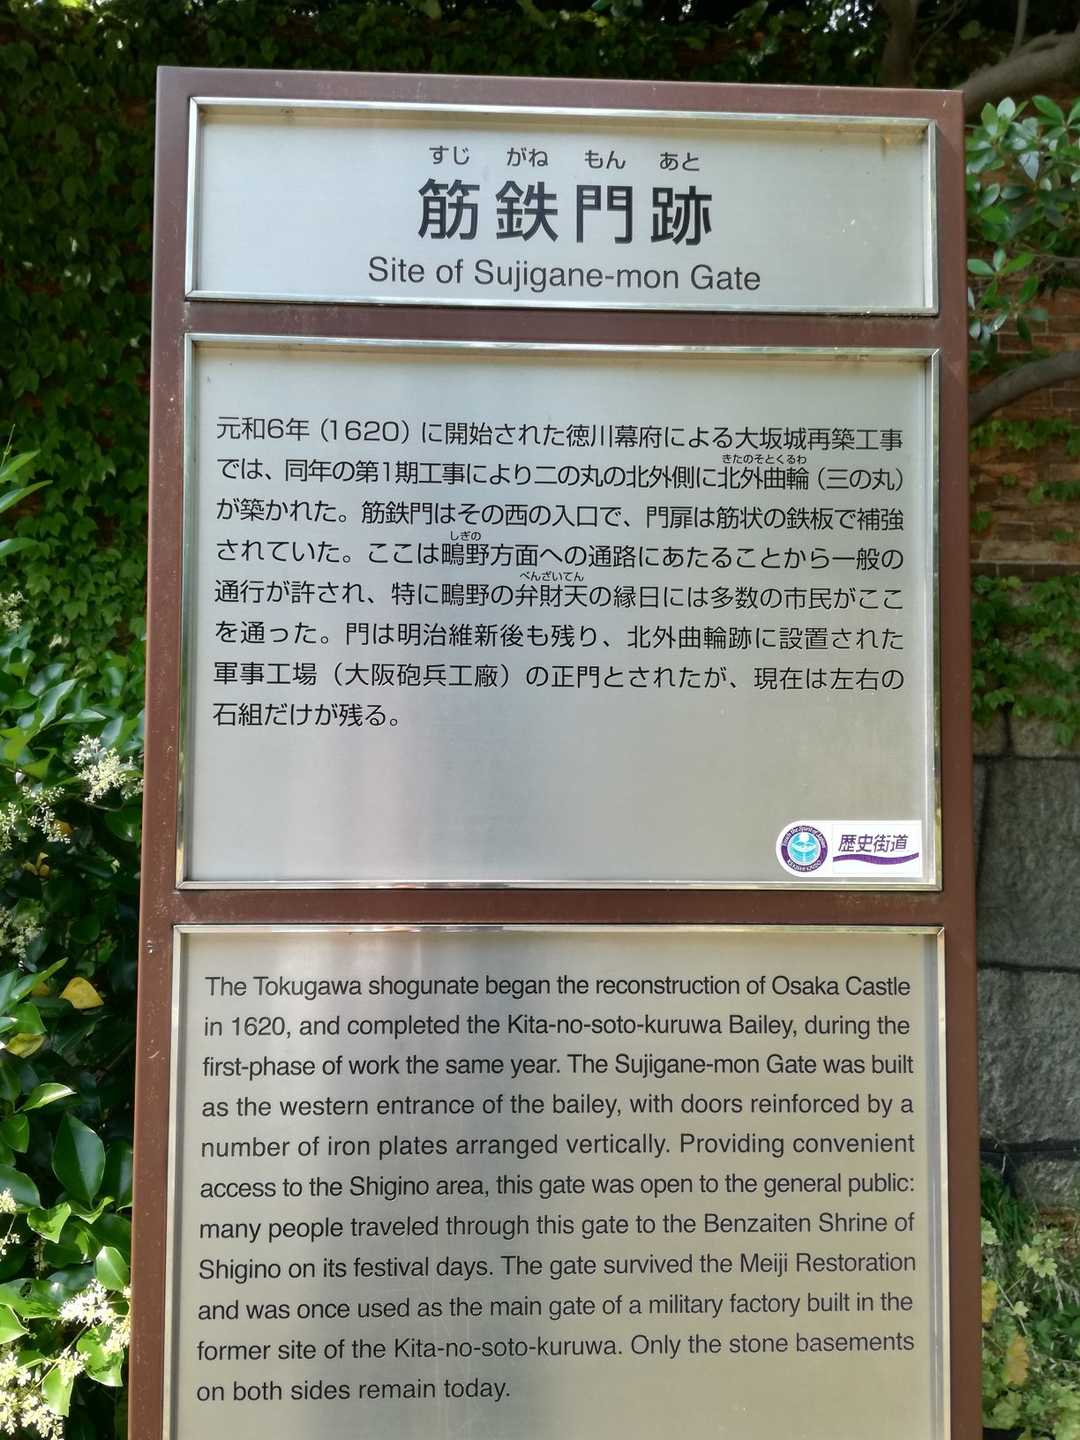 すじ がね もん あと
筋鉄門跡
Site of Sujigane-mon Gate
元和6年（1620）に開始された徳川幕府による大坂城再築工事
では、同年の第1期工事により二の丸の北外側に北外曲輪（三の丸）
きたのそとくるわ
が築かれた。筋鉄門はその西の入口で、門扉は筋状の鉄板で補強
されていた。ここは鴫野方面への通路にあたることから一般の
しぎの
通行が許され、特に鴫野の弁財天の縁日には多数の市民がここ
べんざいてん
を通った。門は明治維新後も残り、北外曲輪跡に設置された
軍事工場（大阪砲兵工廠）の正門とされたが、現在は左右の
石組だけが残る。
歴史街道
The Tokugawa shogunate began the reconstruction of Osaka Castle
in 1620, and completed the Kita-no-soto-kuruwa Bailey, during the
first-phase of work the same year. The Sujigane-mon Gate was built
as the western entrance of the bailey, with doors reinforced by a
number of iron plates arranged vertically. Providing convenient
access to the Shigino area, this gate was open to the general public:
many people traveled through this gate to the Benzaiten Shrine of
Shigino on its festival days. The gate survived the Meiji Restoration
and was once used as the main gate of a military factory built in the
former site of the Kita-no-soto-kuruwa. Only the stone basements
on both sides remain today.